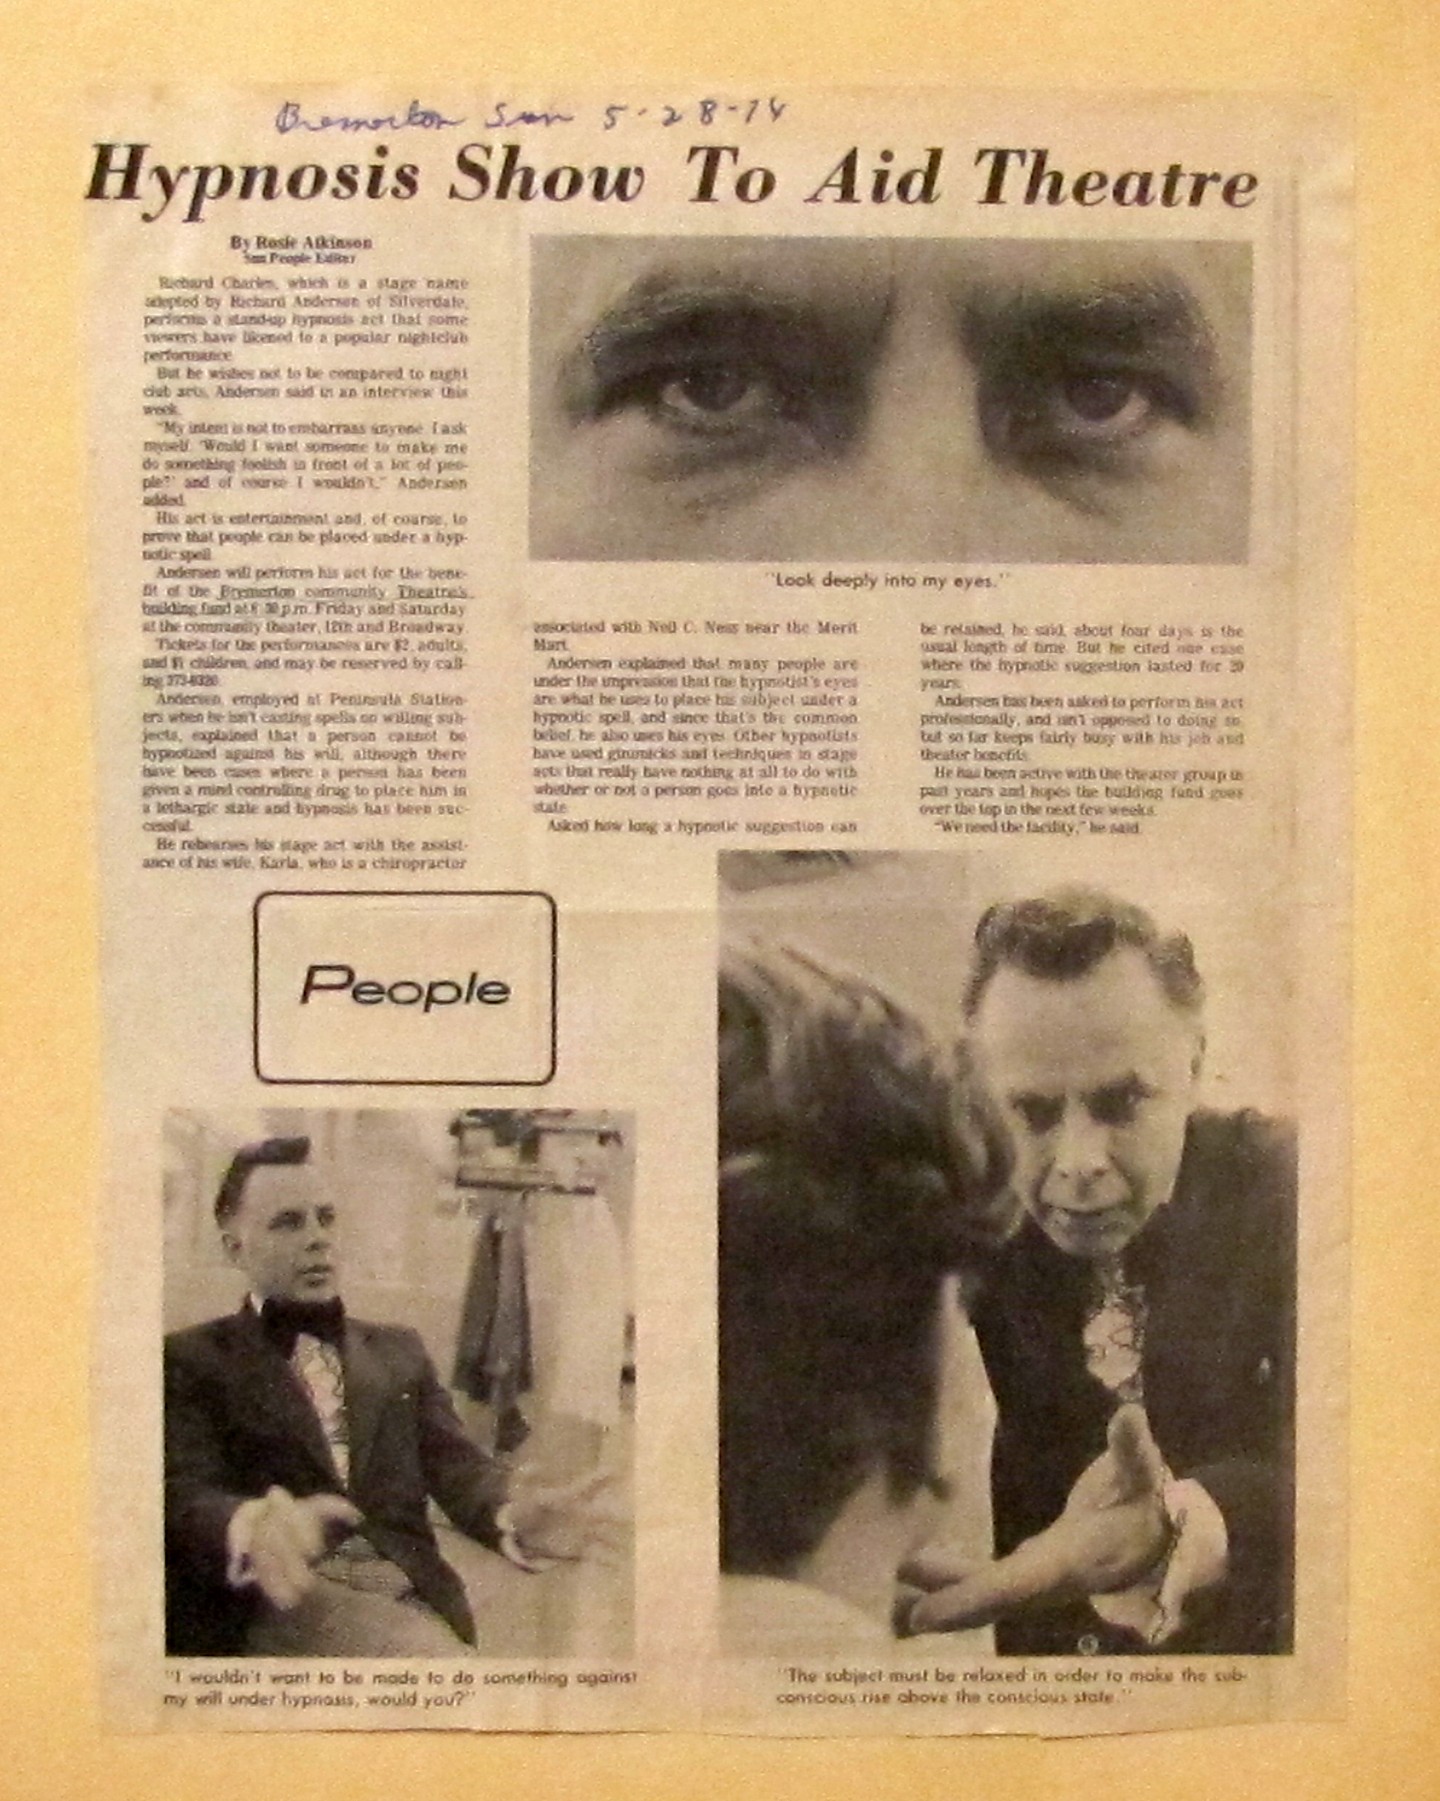 Bremerton Sun 5-28-74
Hypnosis Show To Aid Theatre
By Rosie Atkinson
Sun People Editor
Richard Charles, which is a stage name
adopted by Richard Andersen of Silverdale,
performs a stand-up hypnosis act that some
viewers have likened to a popular nightclub
performance.
But he wishes not to be compared to night
club acts, Andersen said in an interview this
week.
"My intent is not to embarrass anyone. I ask
myself, 'Would I want someone to make me
do something foolish in front of a lot of peo-
ple?' and of course I wouldn't," Andersen
added.
His act is entertainment and, of course, to
prove that people can be placed under a hyp-
notic spell.
Andersen will perform his act for the bene-
fit of the Bremerton community Theatre's
building fund at p.m. Friday and Saturday
at the community theater, 12th and Broadway.
Tickets for the performances are $2, adults,
and $1 children, and may be reserved by call-
ing
Andersen, employed at Peninsula Station-
ers when he isn't casting spells on willing sub-
jects, explained that a person cannot be
hypnotized against his will, although there
have been cases where a person has been
given a mind controlling drug to place him in
a lethargic state and hypnosis has been suc-
cessful.
He rehearses his stage act with the assist-
ance of his wife, Karla, who is a chiropractor
"Look deeply into my eyes."
associated with Neil C. Ness near the Merit
Mart.
Andersen explained that many people are
under the impression that the hypnotist's eyes
are what he uses to place his subject under a
hypnotic spell, and since that's the common
belief, he also uses his eyes. Other hypnotists
have used gimmicks and techniques in stage
acts that really have nothing at all to do with
whether or not a person goes into a hypnotic
state.
Asked how long a hypnotic suggestion can
be retained, he said, about four days is the
usual length of time. But he cited one case
where the hypnotic suggestion lasted for 20
years.
Andersen has been asked to perform his act
professionally, and isn't opposed to doing so,
but so far keeps fairly busy with his job and
theater benefits.
He has been active with the theater group in
past years and hopes the building fund goes
over the top in the next few weeks.
"We need the facility," he said.
People
"I wouldn't want to be made to do something against
my will under hypnosis, would you?"
"The subject must be relaxed in order to make the sub-
conscious rise above the conscious state."